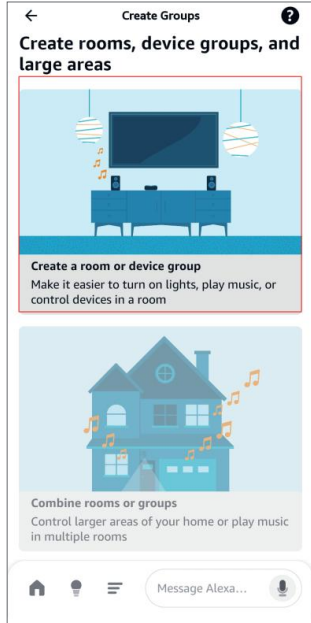 Create Groups
?
Create rooms, device groups, and
large areas
Create a room or device group
Make it easier to turn on lights, play music, or
control devices in a room
Combine rooms or groups
Control larger areas of your home or play music
in multiple rooms
Message Alexa...